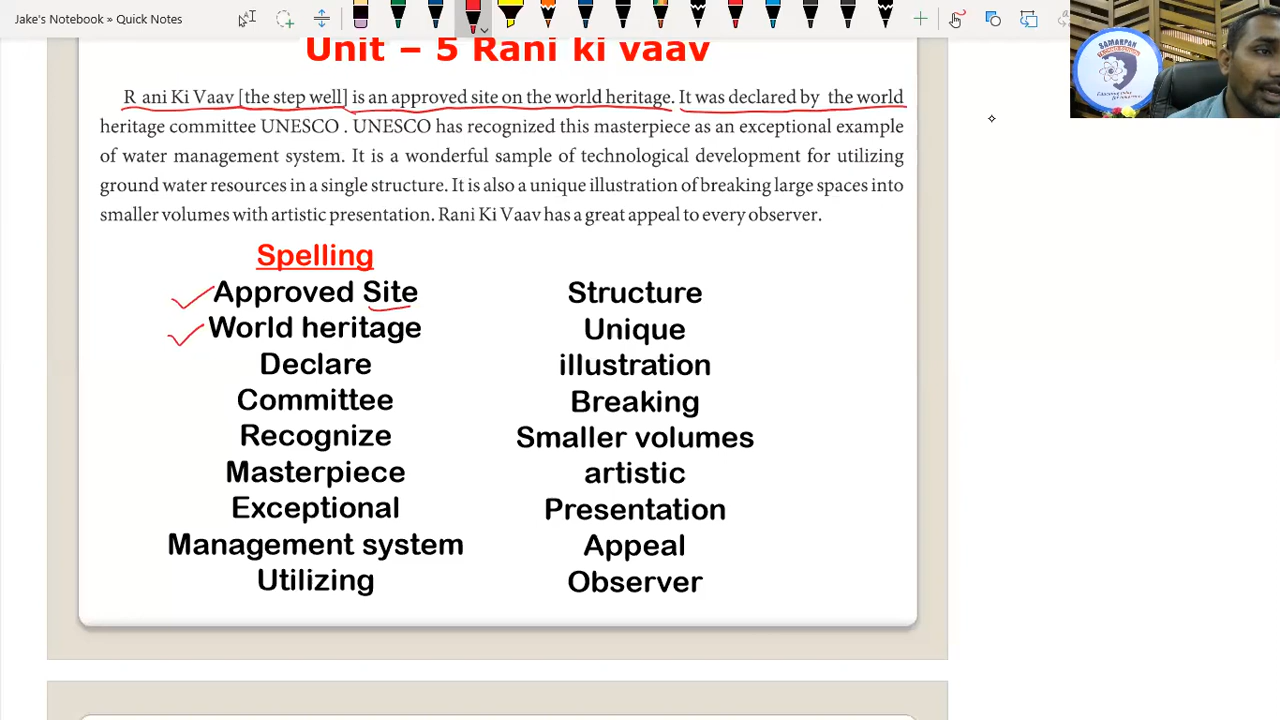 Jake's Notebook » Quick Notes
Unit – 5 Rani ki vaav
R ani Ki Vaav [the step well] is an approved site on the world heritage. It was declared by the world
heritage committee UNESCO . UNESCO has recognized this masterpiece as an exceptional example
of water management system. It is a wonderful sample of technological development for utilizing
ground water resources in a single structure. It is also a unique illustration of breaking large spaces into
smaller volumes with artistic presentation. Rani Ki Vaav has a great appeal to every observer.
Spelling
Approved Site
World heritage
Declare
Committee
Recognize
Masterpiece
Exceptional
Management system
Utilizing
Structure
Unique
illustration
Breaking
Smaller volumes
artistic
Presentation
Appeal
Observer
SAMARPAN